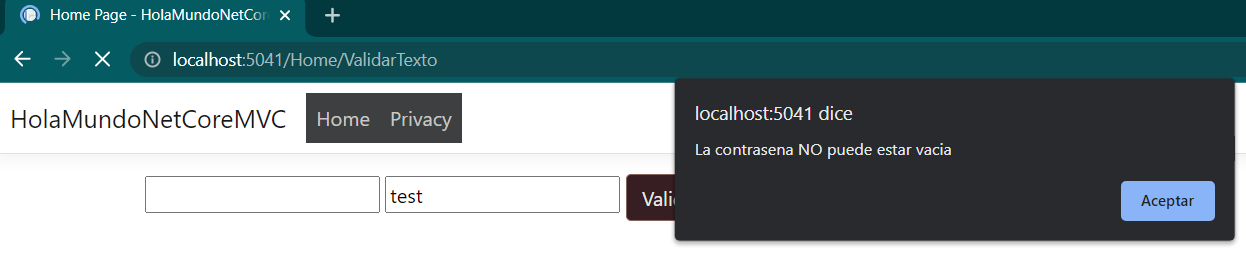 Home Page - HolaMundoNetCor
localhost:5041/Home/ValidarTexto
HolaMundoNetCoreMVC Home Privacy
localhost:5041 dice
La contrasena NO puede estar vacia
Aceptar
test Valid